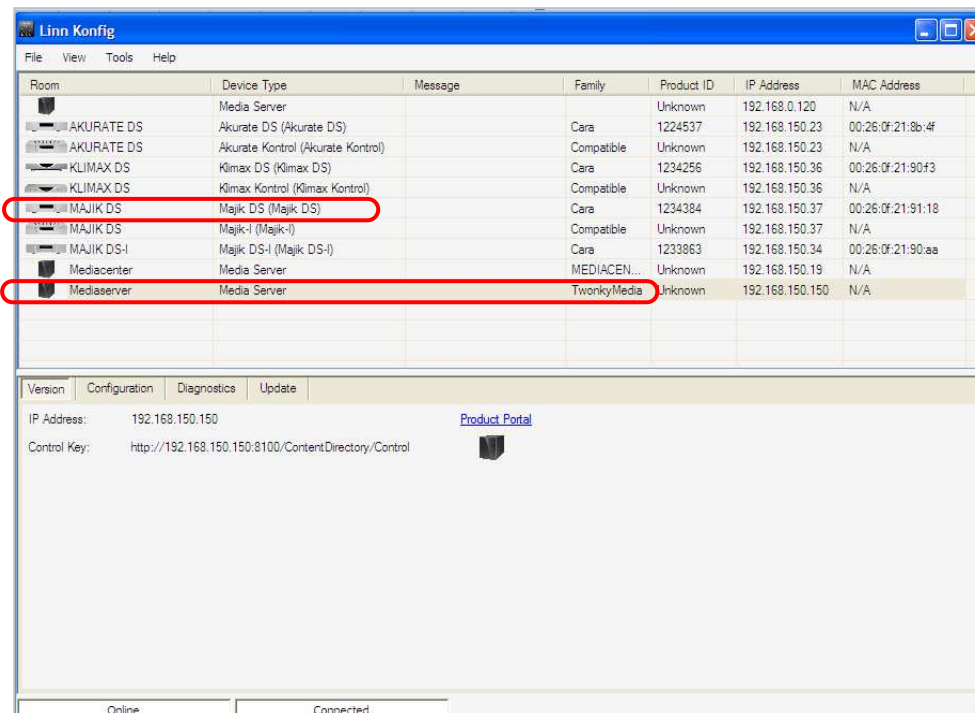 Linn Konfig
File View Tools Help
Room Device Type Message Family Product ID IP Address MAC Address
Media Server Unknown 192.168.0.120 N/A
AKURATE DS Akurate DS (Akurate DS) Cara 1224537 192.168.150.23 00:26:0f:21:8b:4f
AKURATE DS Akurate Kontrol (Akurate Kontrol) Compatible Unknown 192.168.150.23 N/A
KLIMAX DS Klimax DS (Klimax DS) Cara 1234256 192.168.150.36 00:26:0f:21:90:f3
KLIMAX DS Klimax Kontrol (Klimax Kontrol) Compatible Unknown 192.168.150.36 N/A
MAJIK DS Majik DS (Majik DS) Cara 1234384 192.168.150.37 00:26:0f:21:91:18
MAJIK DS Majik-I (Majik-I) Compatible Unknown 192.168.150.37 N/A
MAJIK DS-I Majik DS-I (Majik DS-I) Cara 1233863 192.168.150.34 00:26:0f:21:90:aa
Mediacenter Media Server MEDIACEN... Unknown 192.168.150.19 N/A
Mediaserver Media Server TwonkyMedia Unknown 192.168.150.150 N/A
Version Configuration Diagnostics Update
IP Address: 192.168.150.150 Product Portal
Control Key: http://192.168.150.150:8100/ContentDirectory/Control
Online Connected